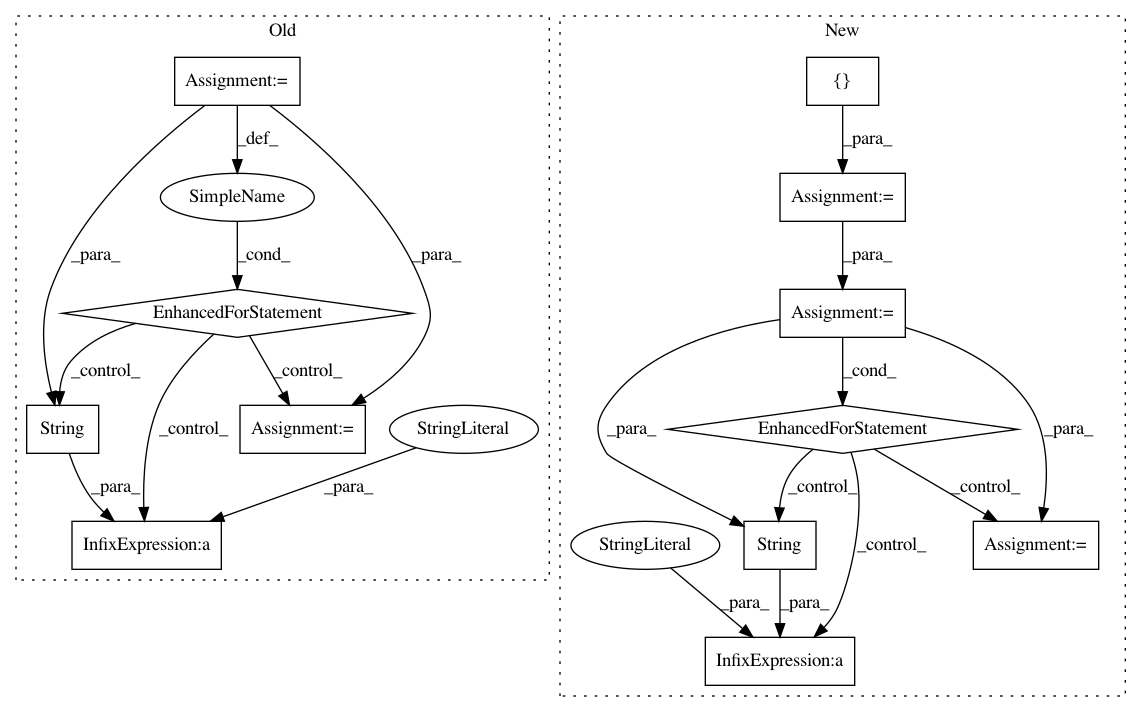 Old
New
Assignment:=
{}
_def_
_para_
SimpleName
Assignment:=
_para_
_cond_
_para_
_para_
EnhancedForStatement
Assignment:=
_control_
_control_
_cond_
String
_control_
Assignment:=
StringLiteral
_para_
EnhancedForStatement
_para_
_para_
_para_
_control_
_control_
InfixExpression:a
StringLiteral
String
_control_
Assignment:=
_para_
_para_
InfixExpression:a